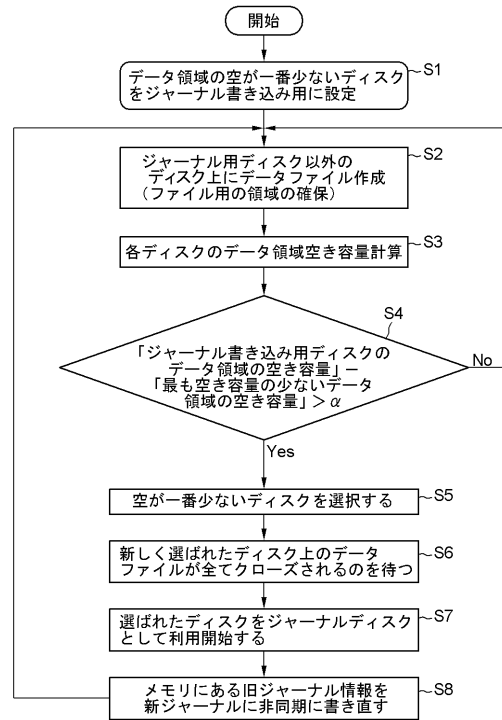 開始
データ領域の空が一番少ないディスク
をジャーナル書き込み用に設定
S1
ジャーナル用ディスク以外の
ディスク上にデータファイル作成
(ファイル用の領域の確保)
S2
各ディスクのデータ領域空き容量計算
S3
S4
「ジャーナル書き込み用ディスクの
データ領域の空き容量」−
「最も空き容量の少ないデータ
領域の空き容量」>α
No
Yes
空が一番少ないディスクを選択する
S5
新しく選ばれたディスク上のデータ
ファイルが全てクローズされるのを待つ
S6
選ばれたディスクをジャーナルディスク
として利用開始する
S7
メモリにある旧ジャーナル情報を
新ジャーナルに非同期に書き直す
S8